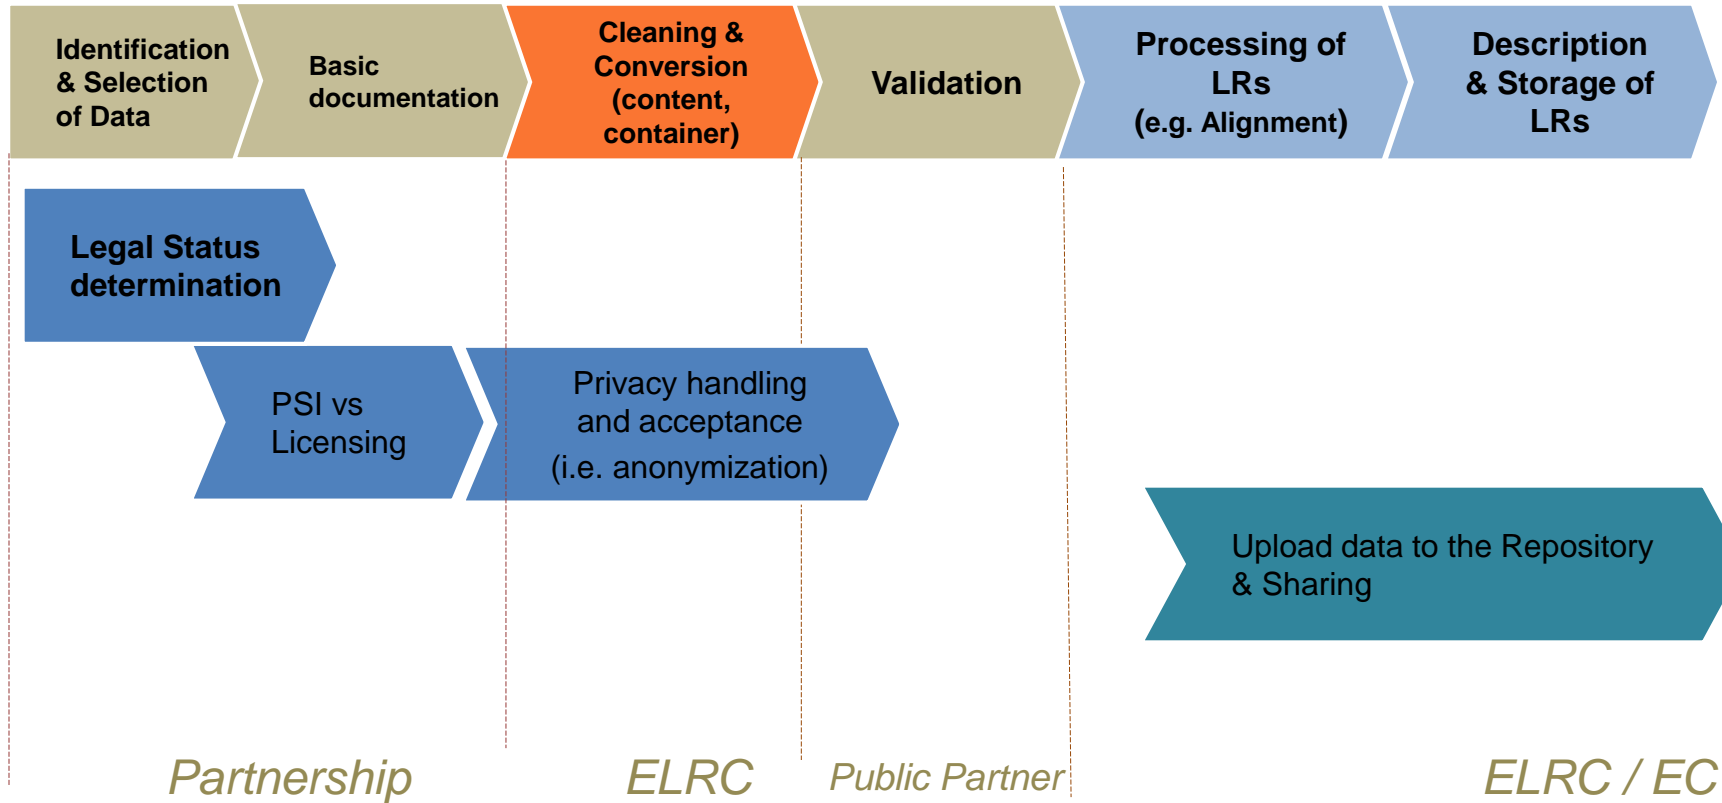 Identification
& Selection
of Data
Basic
documentation
Cleaning &
Conversion
(content,
container)
Validation
Processing of
LRs
(e.g. Alignment)
Description
& Storage of
LRs
Legal Status
determination
PSI vs
Licensing
Privacy handling
and acceptance
(i.e. anonymization)
Upload data to the Repository
& Sharing
Partnership
ELRC
Public Partner
ELRC / EC